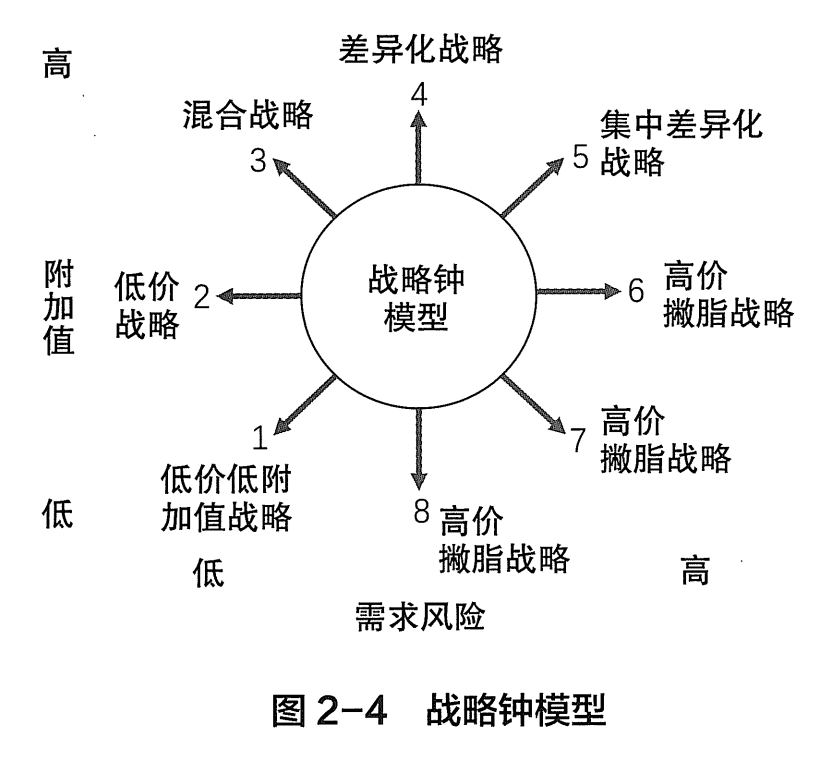 高
差异化战略
4
混合战略
3
集中差异化
5 战略
附加值
低价
战略
2
战略钟
模型
6
高价
撇脂战略
1
低价低附
加值战略
7
高价
撇脂战略
8
高价
撇脂战略
低
低
高
需求风险
图 2-4 战略钟模型